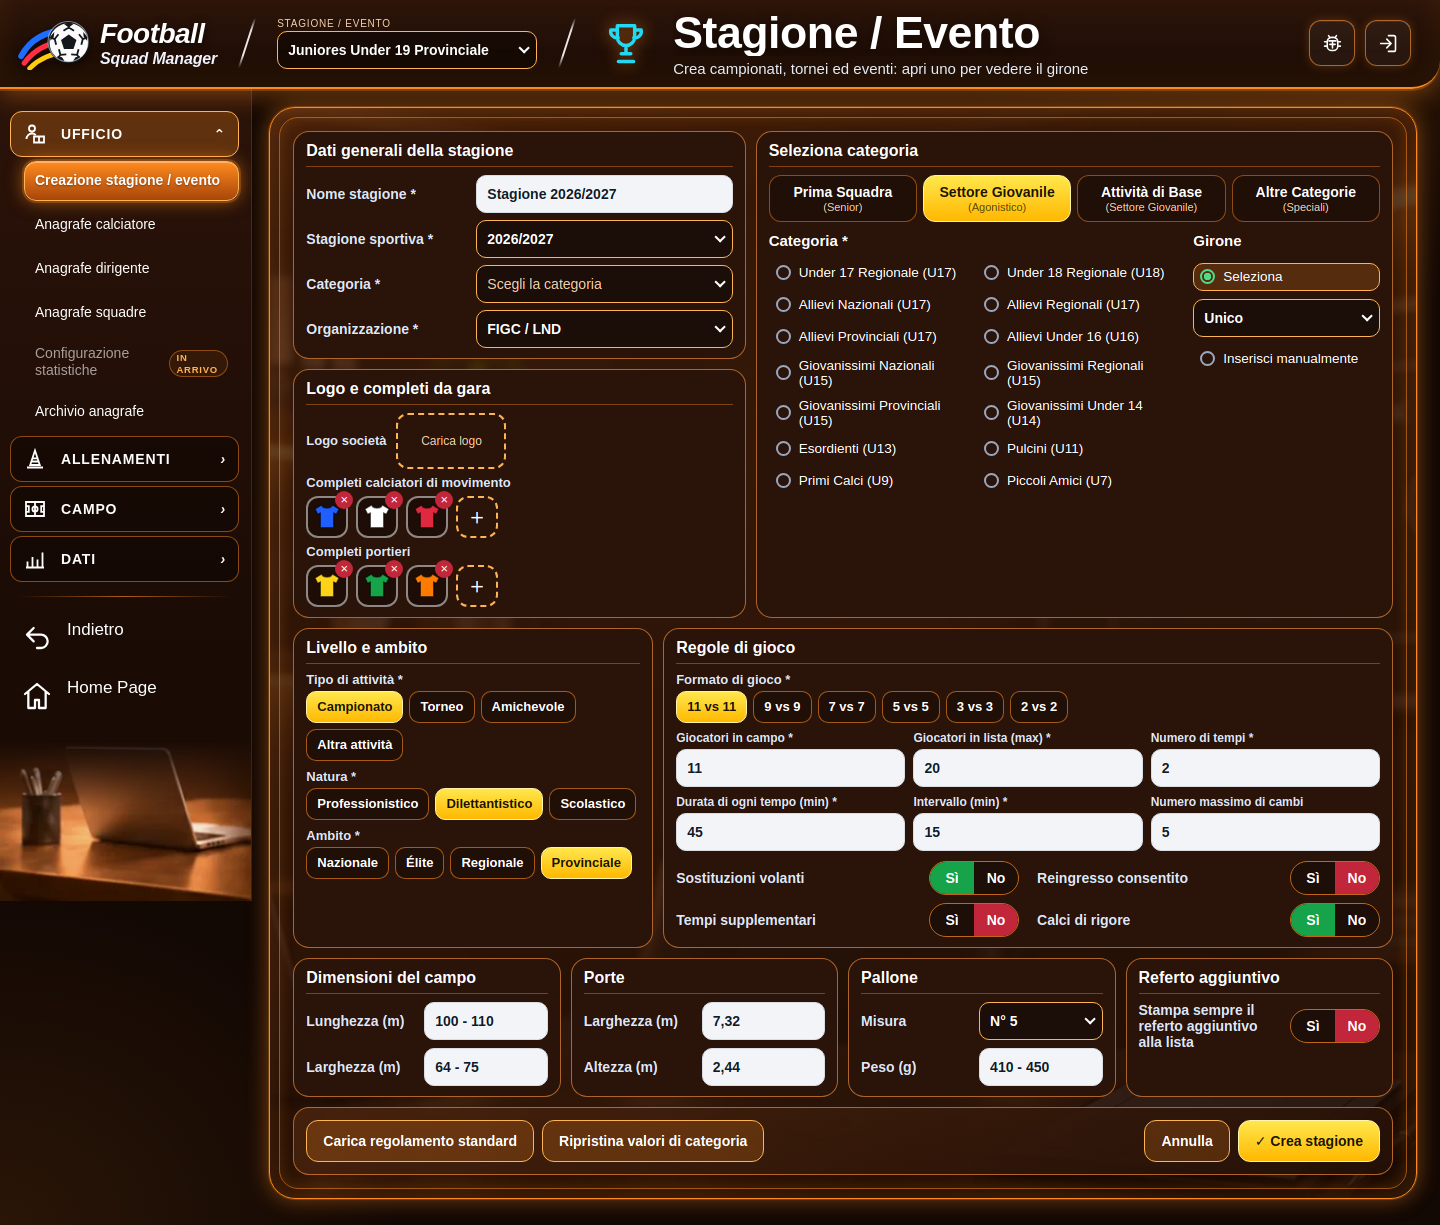 Football
Squad Manager
STAGIONE / EVENTO
Juniores Under 19 Provinciale
Stagione / Evento
Crea campionati, tornei ed eventi: apri uno per vedere il girone
UFFICIO
Creazione stagione / evento
Anagrafe calciatore
Anagrafe dirigente
Anagrafe squadre
Configurazione
statistiche
IN
ARRIVO
Archivio anagrafe
ALLENAMENTI
CAMPO
DATI
Indietro
Home Page
Dati generali della stagione
Nome stagione *
Stagione 2026/2027
Stagione sportiva *
2026/2027
Categoria *
Scegli la categoria
Organizzazione *
FIGC / LND
Logo e completi da gara
Logo società
Carica logo
Completi calciatori di movimento
Completi portieri
Seleziona categoria
Prima Squadra
(Senior)
Settore Giovanile
(Agonistico)
Attività di Base
(Settore Giovanile)
Altre Categorie
(Speciali)
Categoria *
Under 17 Regionale (U17)
Under 18 Regionale (U18)
Allievi Nazionali (U17)
Allievi Regionali (U17)
Allievi Provinciali (U17)
Allievi Under 16 (U16)
Giovanissimi Nazionali
(U15)
Giovanissimi Regionali
(U15)
Giovanissimi Provinciali
(U15)
Giovanissimi Under 14
(U14)
Esordienti (U13)
Pulcini (U11)
Primi Calci (U9)
Piccoli Amici (U7)
Girone
Seleziona
Unico
Inserisci manualmente
Livello e ambito
Tipo di attività *
Campionato
Torneo
Amichevole
Altra attività
Natura *
Professionistico
Dilettantistico
Scolastico
Ambito *
Nazionale
Élite
Regionale
Provinciale
Regole di gioco
Formato di gioco *
11 vs 11
9 vs 9
7 vs 7
5 vs 5
3 vs 3
2 vs 2
Giocatori in campo *
11
Giocatori in lista (max) *
20
Numero di tempi *
2
Durata di ogni tempo (min) *
45
Intervallo (min) *
15
Numero massimo di cambi
5
Sostituzioni volanti
Sì
No
Reingresso consentito
Sì
No
Tempi supplementari
Sì
No
Calci di rigore
Sì
No
Dimensioni del campo
Lunghezza (m)
100 - 110
Larghezza (m)
64 - 75
Porte
Larghezza (m)
7,32
Altezza (m)
2,44
Pallone
Misura
N° 5
Peso (g)
410 - 450
Referto aggiuntivo
Stampa sempre il
referto aggiuntivo
alla lista
Sì
No
Carica regolamento standard
Ripristina valori di categoria
Annulla
✓ Crea stagione